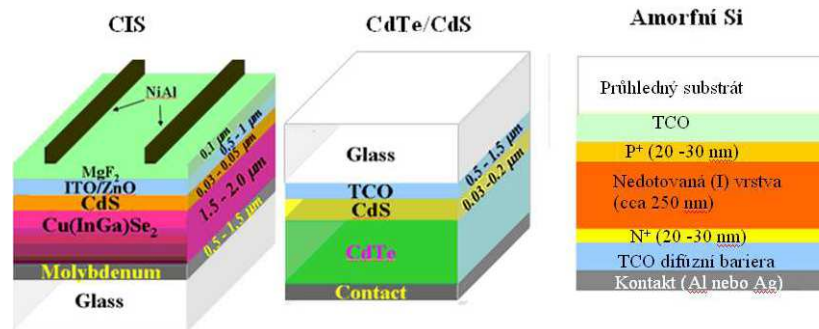 CIS
NiAl
MgF₂
ITO/ZnO
CdS
Cu(InGa)Se₂
Molybdenum
Glass
0,1 µm
0,5 - 1 µm
0,03 - 0,05 µm
1,5 - 2.0 µm
0,5 - 1,5 µm
CdTe/CdS
Glass
TCO
CdS
CdTe
Contact
0,5 - 1,5 µm
0,03 -0,2 µm
Amorfní Si
Průhledný substrát
TCO
P⁺ (20 -30 nm)
Nedotovaná (I) vrstva
(cca 250 nm)
N⁺ (20 -30 nm)
TCO difúzní bariera
Kontakt (Al nebo Ag)